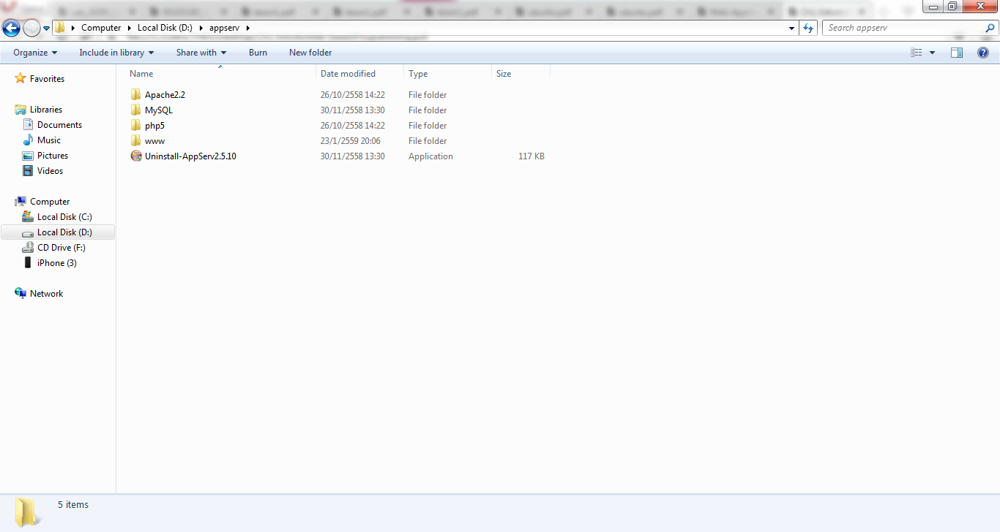 Computer Local Disk (D:) appserv
Search appserv
Organize Include in library Share with Burn New folder
Favorites
Libraries
Documents
Music
Pictures
Videos
Computer
Local Disk (C:)
Local Disk (D:)
CD Drive (F:)
iPhone (3)
Network
Name Date modified Type Size
Apache2.2 26/10/2558 14:22 File folder
MySQL 30/11/2558 13:30 File folder
php5 26/10/2558 14:22 File folder
www 23/1/2559 20:06 File folder
Uninstall-AppServ2.5.10 30/11/2558 13:30 Application 117 KB
5 items